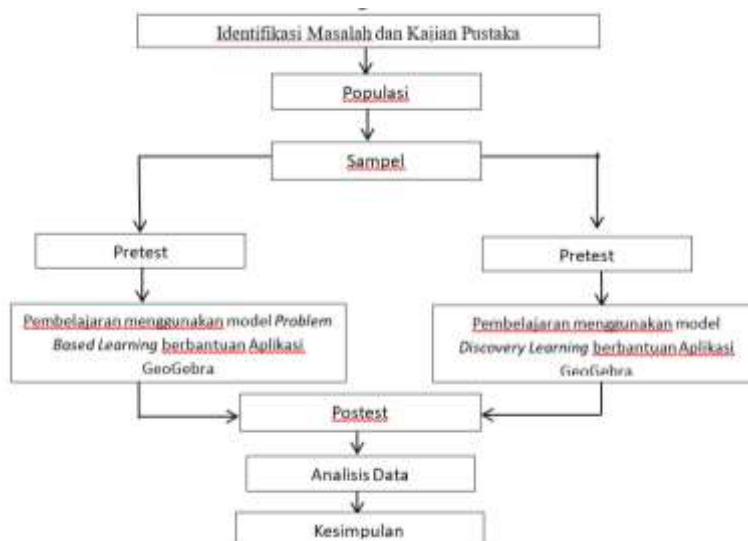 Identifikasi Masalah dan Kajian Pustaka
Populasi
Sampel
Pretest
Pretest
Pembelajaran menggunakan model Problem
Based Learning berbantuan Aplikasi
GeoGebra
Pembelajaran menggunakan model
Discovery Learning berbantuan Aplikasi
GeoGebra
Postest
Analisis Data
Kesimpulan